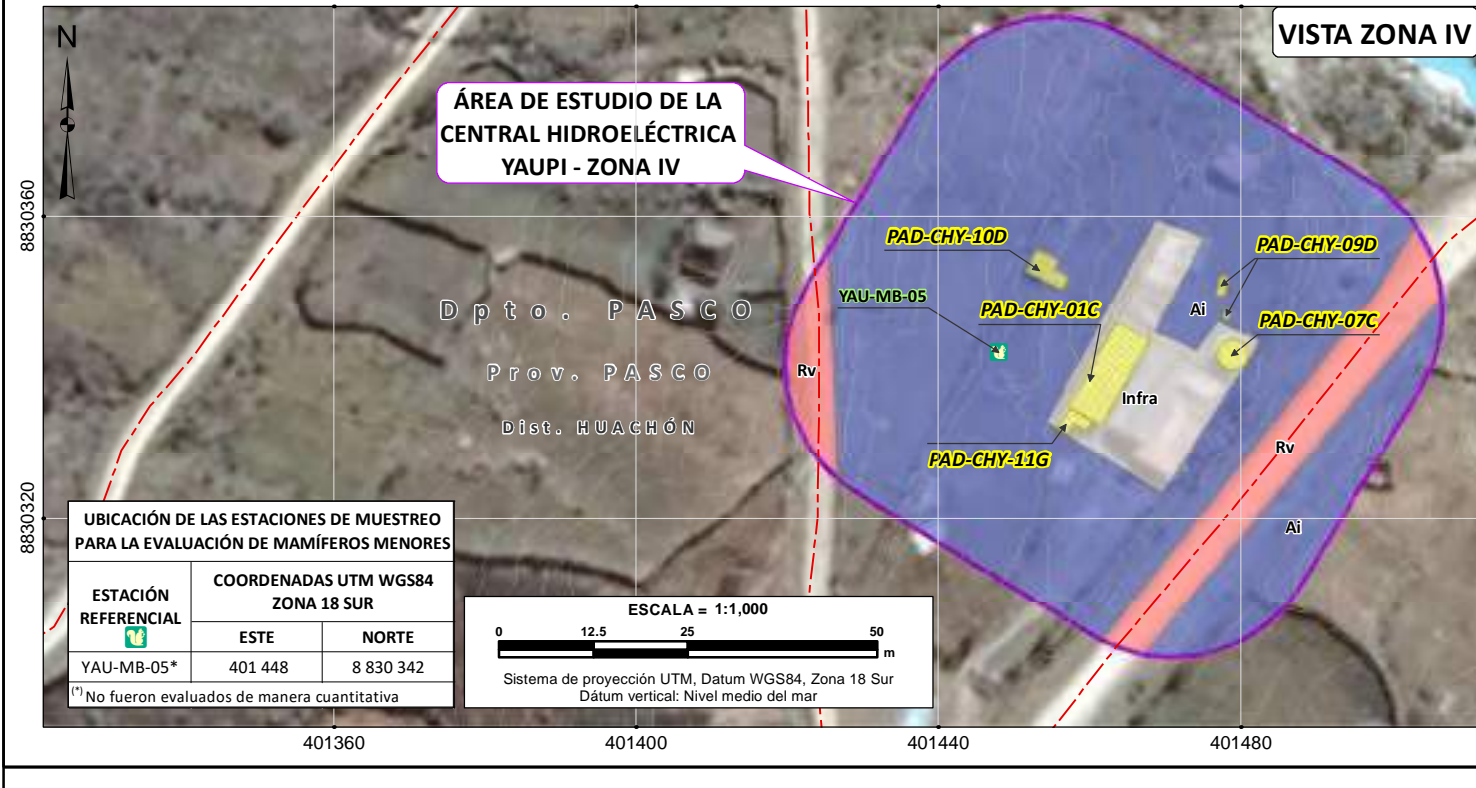 VISTA ZONA IV
N
ÁREA DE ESTUDIO DE LA
CENTRAL HIDROELÉCTRICA
YAUPI - ZONA IV
8830360
8830320
PAD-CHY-10D
PAD-CHY-09D
YAU-MB-05
PAD-CHY-01C
Ai
PAD-CHY-07C
Dpto. PASCO
Prov. PASCO
Dist. HUACHÓN
Rv
Infra
PAD-CHY-11G
Rv
Ai
UBICACIÓN DE LAS ESTACIONES DE MUESTREO
PARA LA EVALUACIÓN DE MAMÍFEROS MENORES
ESTACIÓN
REFERENCIAL
COORDENADAS UTM WGS84
ZONA 18 SUR
ESTE NORTE
YAU-MB-05* 401 448 8 830 342
(*) No fueron evaluados de manera cuantitativa
ESCALA = 1:1,000
0 12.5 25 50
m
Sistema de proyección UTM, Datum WGS84, Zona 18 Sur
Dátum vertical: Nivel medio del mar
401360 401400 401440 401480